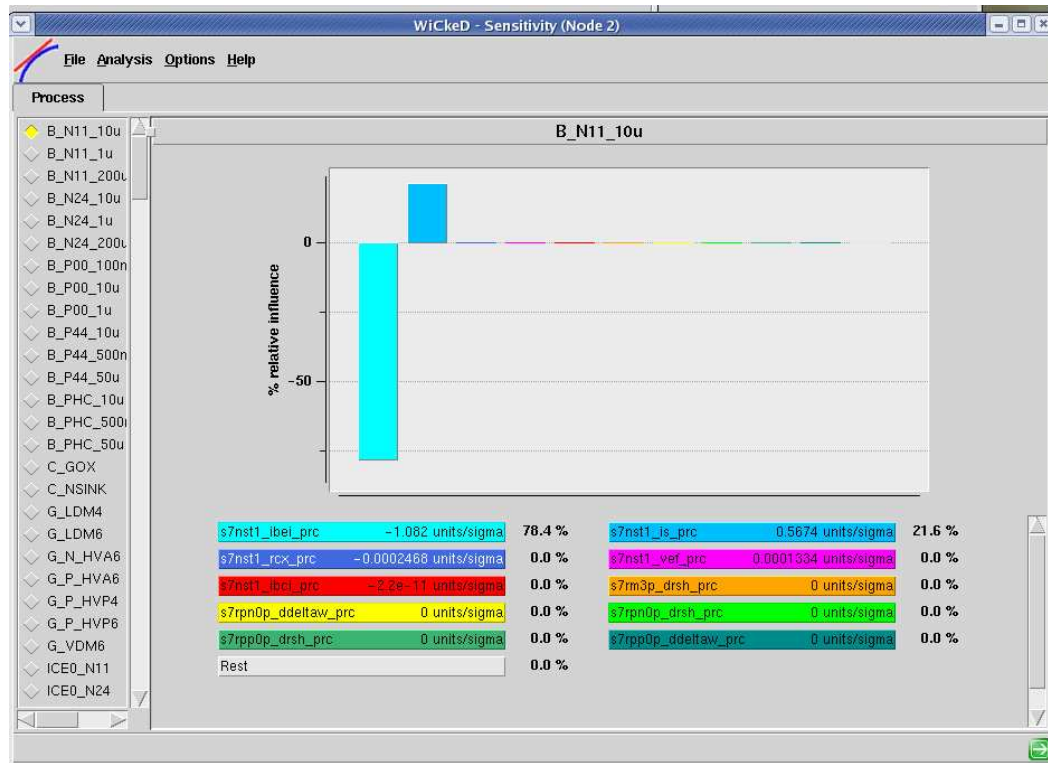 WiCkeD - Sensitivity (Node 2)
File Analysis Options Help
Process
B_N11_10u
B_N11_1u
B_N11_200u
B_N24_10u
B_N24_1u
B_N24_200u
B_P00_100n
B_P00_10u
B_P00_1u
B_P44_10u
B_P44_500n
B_P44_50u
B_PHC_10u
B_PHC_500n
B_PHC_50u
C_GOX
C_NSINK
G_LDM4
G_LDM6
G_N_HVA6
G_P_HVA6
G_P_HVP4
G_P_HVP6
G_VDM6
ICE0_N11
ICE0_N24
B_N11_10u
% relative influence
0
-50
s7nst1_ibei_prc -1.082 units/sigma 78.4 % s7nst1_is_prc 0.5674 units/sigma 21.6 %
s7nst1_rcx_prc -0.0002468 units/sigma 0.0 % s7nst1_vef_prc 0.0001334 units/sigma 0.0 %
s7nst1_ibci_prc -2.2e-11 units/sigma 0.0 % s7rm3p_drsh_prc 0 units/sigma 0.0 %
s7rpn0p_ddeltaw_prc 0 units/sigma 0.0 % s7rpn0p_drsh_prc 0 units/sigma 0.0 %
s7rpp0p_drsh_prc 0 units/sigma 0.0 % s7rpp0p_ddeltaw_prc 0 units/sigma 0.0 %
Rest 0.0 %